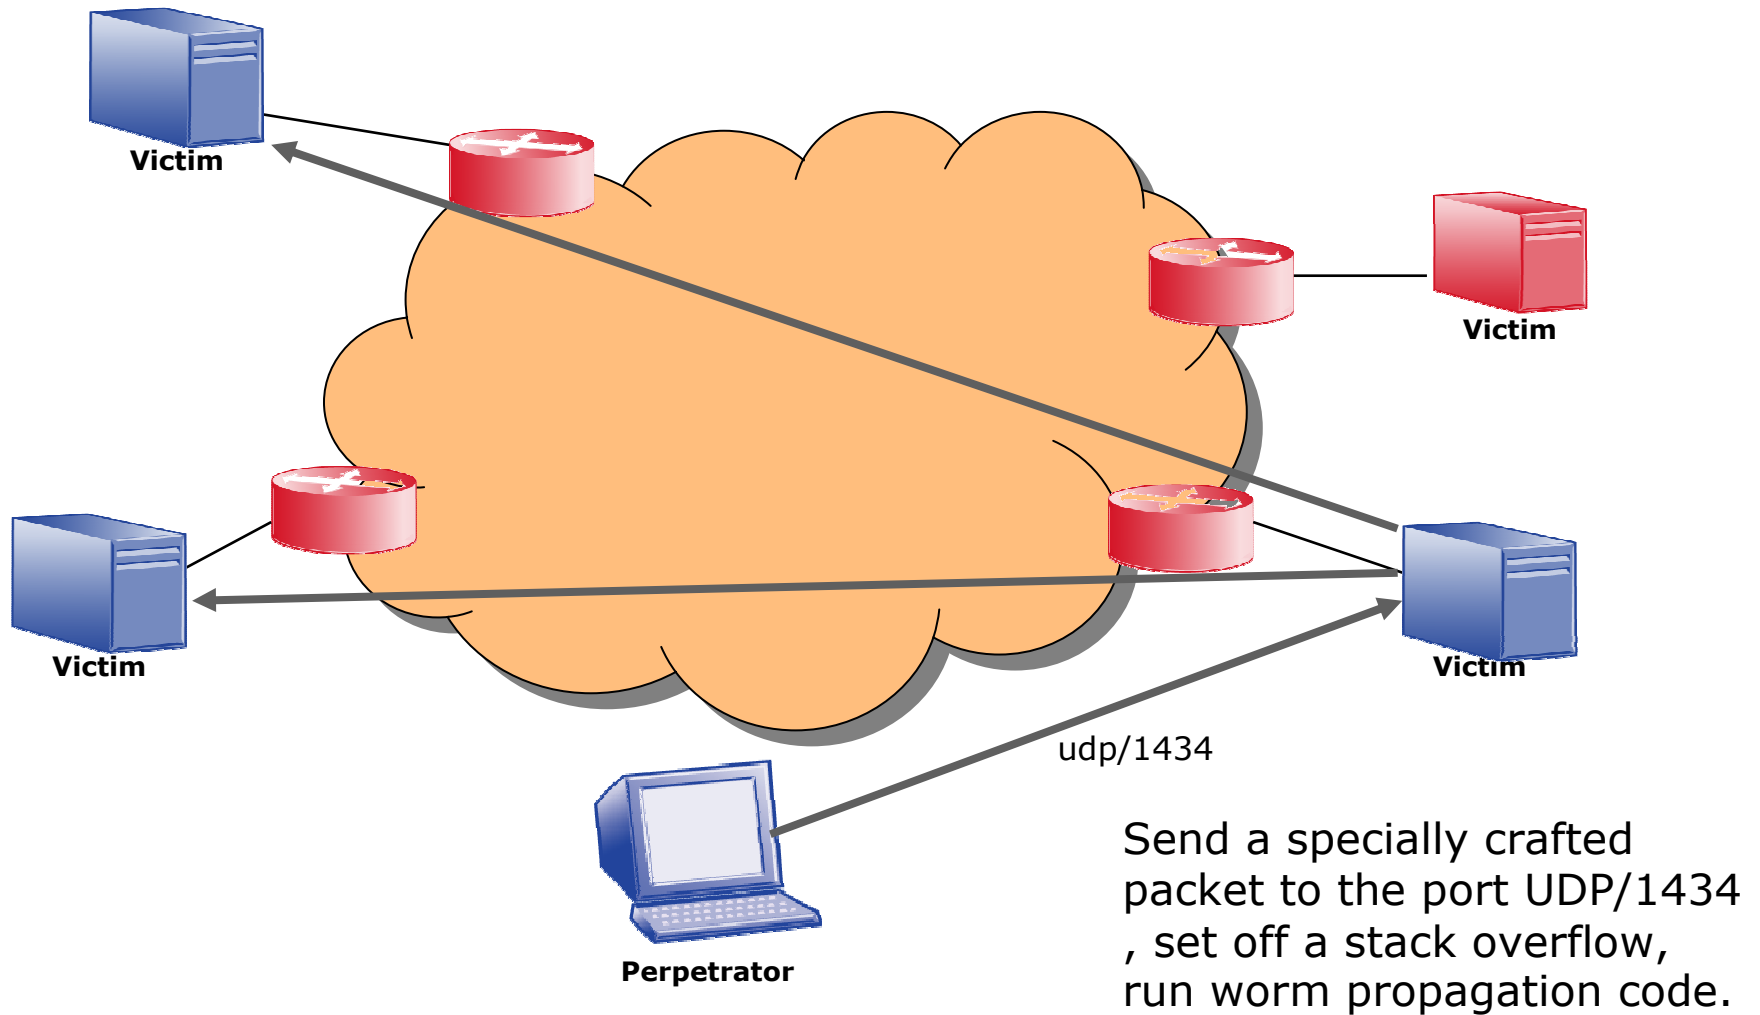 Victim
Victim
Victim
Victim
udp/1434
Perpetrator
Send a specially crafted
packet to the port UDP/1434
, set off a stack overflow,
run worm propagation code.